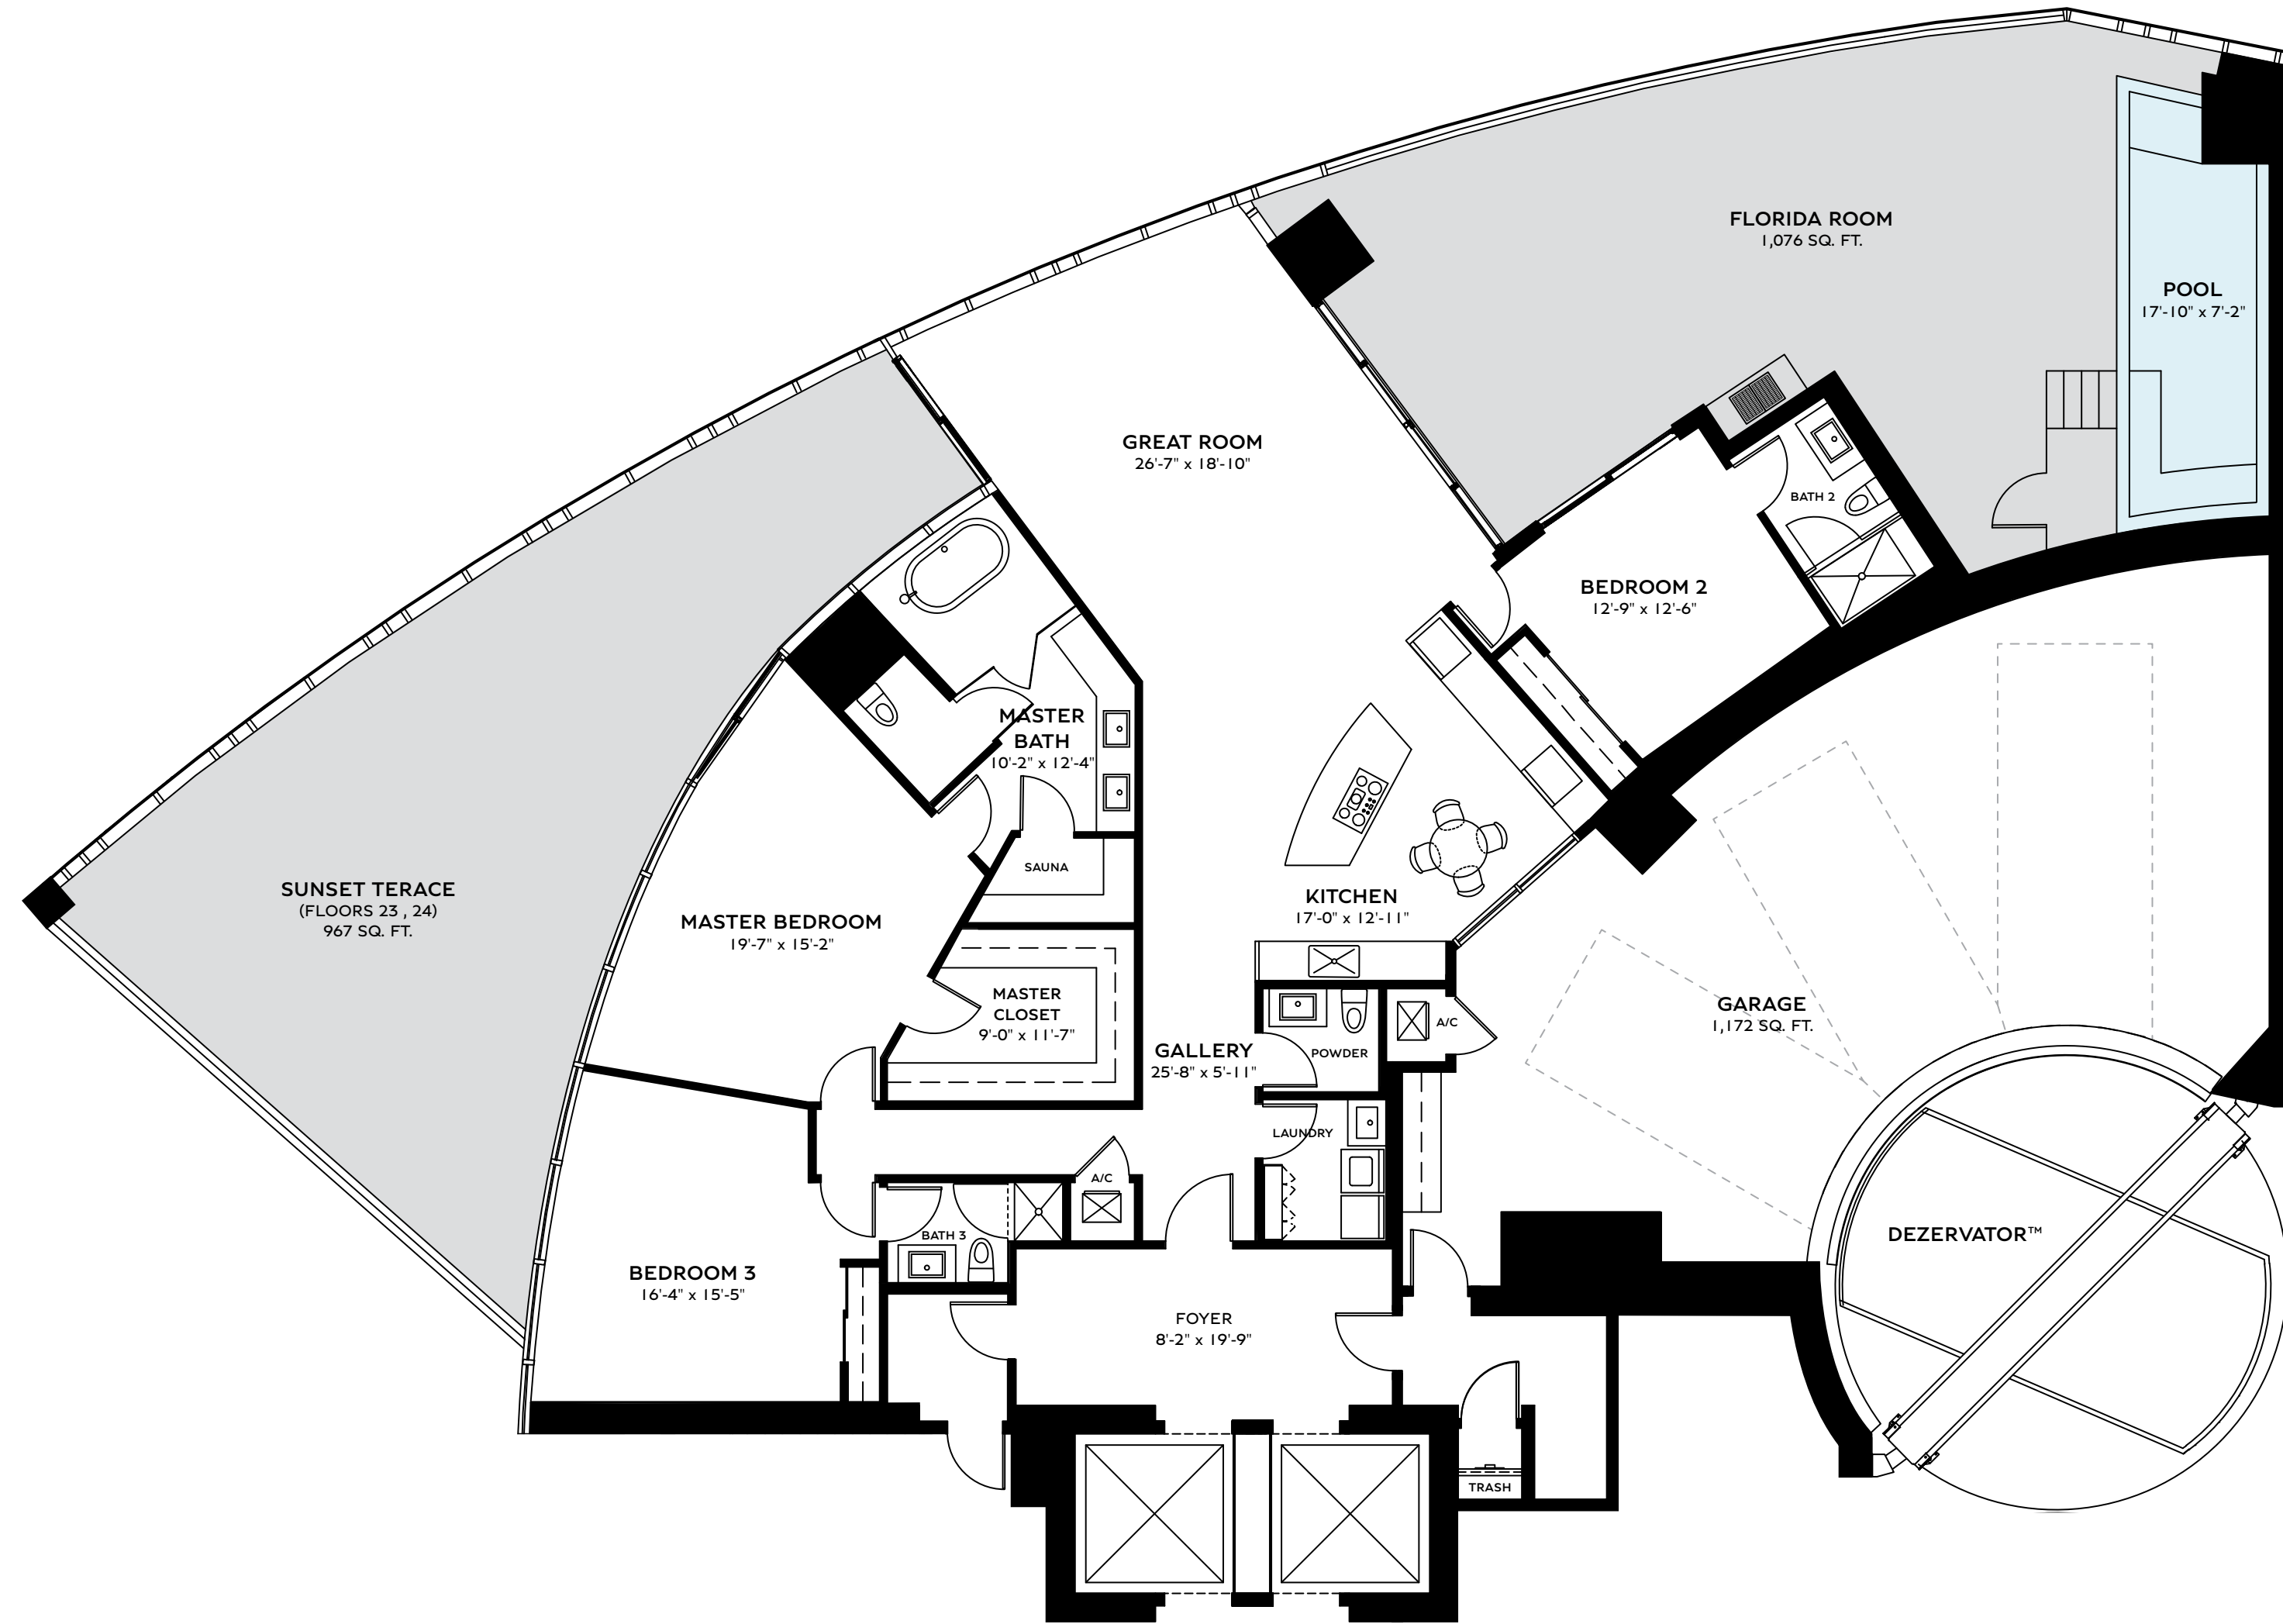 FLORIDA ROOM
1,076 SQ. FT.
POOL
17'-10" x 7'-2"
GREAT ROOM
26'-7" x 18'-10"
BATH 2
BEDROOM 2
12'-9" x 12'-6"
MASTER
BATH
10'-2" x 12'-4"
SAUNA
SUNSET TERACE
(FLOORS 23 , 24)
967 SQ. FT.
MASTER BEDROOM
19'-7" x 15'-2"
KITCHEN
17'-0" x 12'-11"
MASTER
CLOSET
9'-0" x 11'-7"
GARAGE
1,172 SQ. FT.
A/C
GALLERY
25'-8" x 5'-11"
POWDER
LAUNDRY
A/C
BATH 3
DEZERVATOR™
BEDROOM 3
16'-4" x 15'-5"
FOYER
8'-2" x 19'-9"
TRASH